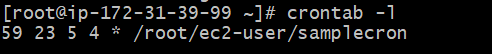 [root@ip-172-31-39-99 ~]# crontab -l
59 23 5 4 * /root/ec2-user/samplecron